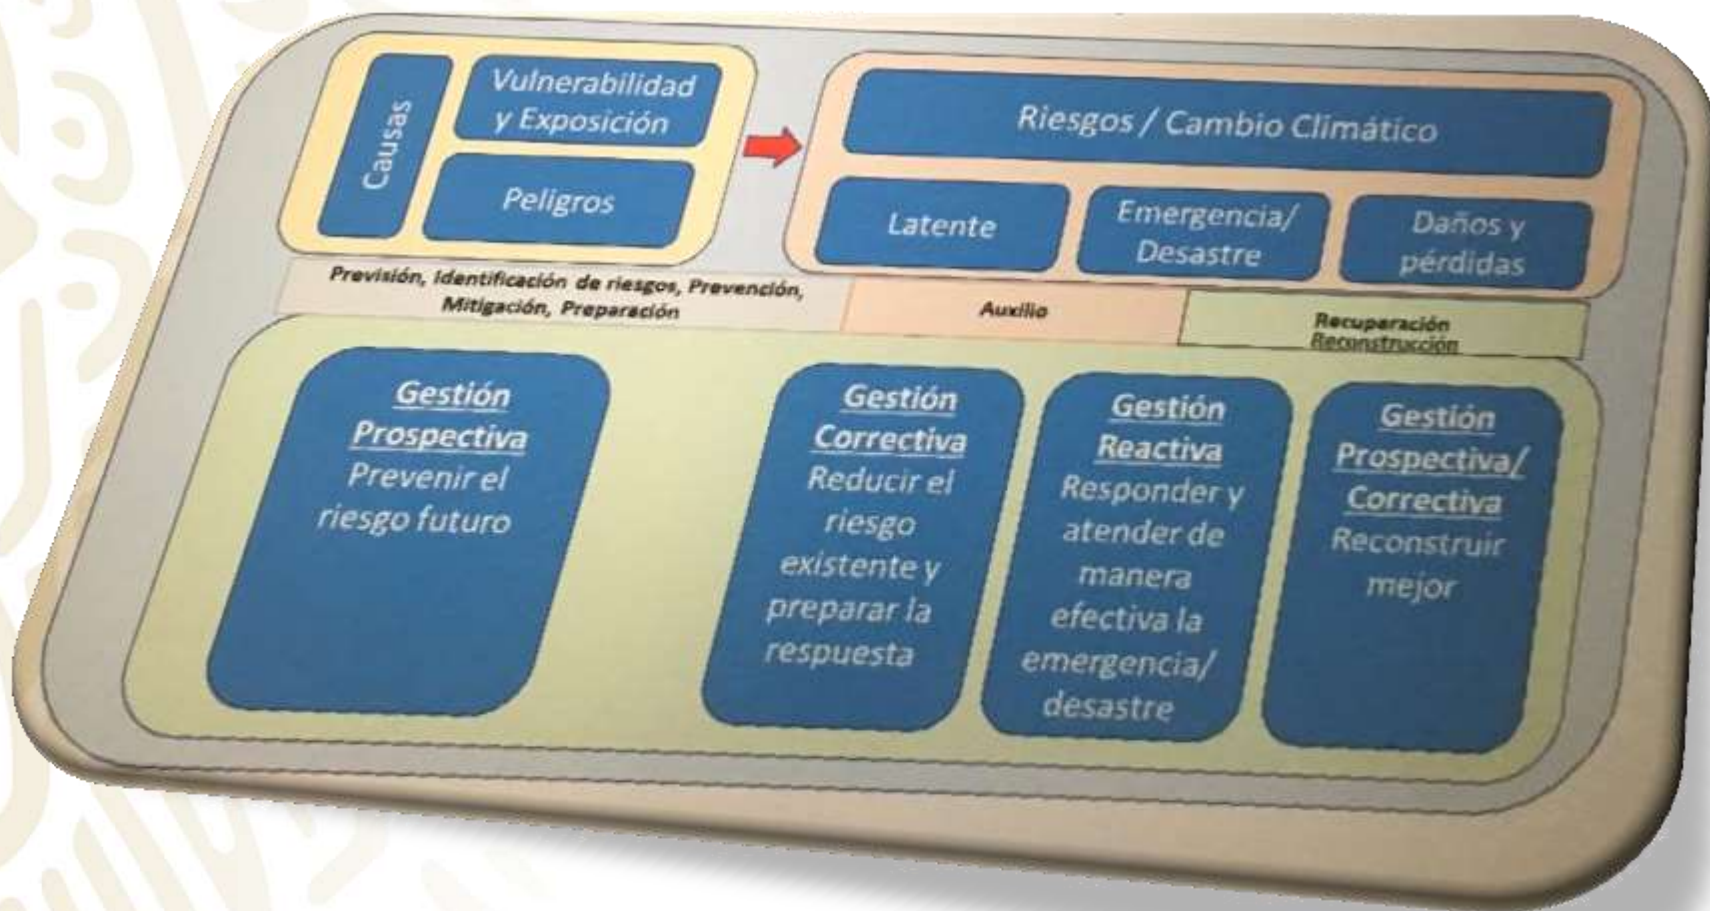 Causas
Vulnerabilidad
y Exposición
Peligros
Riesgos / Cambio Climático
Latente
Emergencia/
Desastre
Daños y
pérdidas
Previsión, Identificación de riesgos, Prevención,
Mitigación, Preparación
Auxilio
Recuperación
Reconstrucción
Gestión
Prospectiva
Prevenir el
riesgo futuro
Gestión
Correctiva
Reducir el
riesgo
existente y
preparar la
respuesta
Gestión
Reactiva
Responder y
atender de
manera
efectiva la
emergencia/
desastre
Gestión
Prospectiva/
Correctiva
Reconstruir
mejor